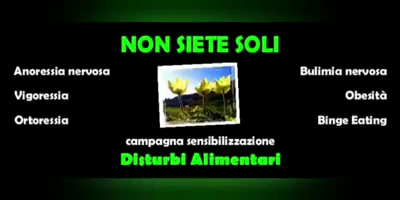 NON SIETE SOLI
Anoressia nervosa
Bulimia nervosa
Vigoressia
Obesità
Ortoressia
Binge Eating
campagna sensibilizzazione
Disturbi Alimentari